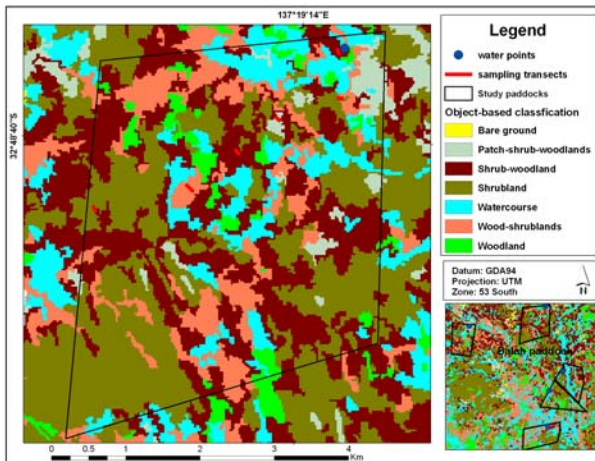 137°19'14"E
32°48'40"S
Legend
water points
sampling transects
Study paddocks
Object-based classfication
Bare ground
Patch-shrub-woodlands
Shrub-woodland
Shrubland
Watercourse
Wood-shrublands
Woodland
Datum: GDA94
Projection: UTM
Zone: 53 South
N
paddock
0 0.5 1 2 3 4
Km